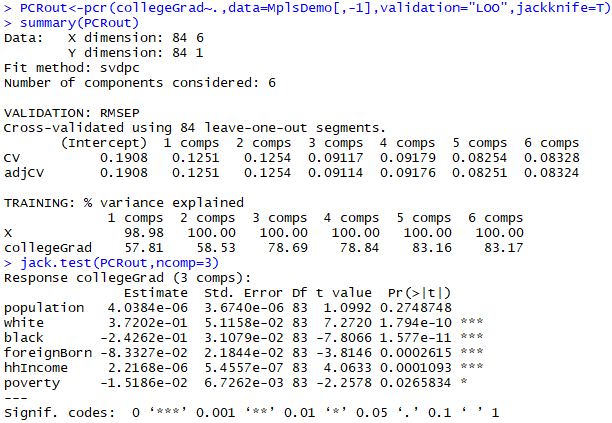 > PCRout<-pcr(collegeGrad~.,data=MplsDemo[,-1],validation="LOO",jackknife=T)
> summary(PCRout)
Data:   X dimension: 84 6
        Y dimension: 84 1
Fit method: svdpc
Number of components considered: 6

VALIDATION: RMSEP
Cross-validated using 84 leave-one-out segments.
       (Intercept)  1 comps  2 comps  3 comps  4 comps  5 comps  6 comps
CV          0.1908   0.1251   0.1254  0.09117  0.09179  0.08254  0.08328
adjCV       0.1908   0.1251   0.1254  0.09114  0.09176  0.08251  0.08324

TRAINING: % variance explained
             1 comps  2 comps  3 comps  4 comps  5 comps  6 comps
X              98.98   100.00   100.00   100.00   100.00   100.00
collegeGrad    57.81    58.53    78.69    78.84    83.16    83.17
> jack.test(PCRout,ncomp=3)
Response collegeGrad (3 comps):
               Estimate  Std. Error Df t value  Pr(>|t|)
population   4.0384e-06  3.6740e-06 83  1.0992 0.2748748
white        3.7202e-01  5.1158e-02 83  7.2720 1.794e-10 ***
black       -2.4262e-01  3.1079e-02 83 -7.8066 1.577e-11 ***
foreignBorn -8.3327e-02  2.1844e-02 83 -3.8146 0.0002615 ***
hhIncome     2.2168e-06  5.4557e-07 83  4.0633 0.0001093 ***
poverty     -1.5186e-02  6.7262e-03 83 -2.2578 0.0265834 *
---
Signif. codes:  0 ‘***’ 0.001 ‘**’ 0.01 ‘*’ 0.05 ‘.’ 0.1 ‘ ’ 1